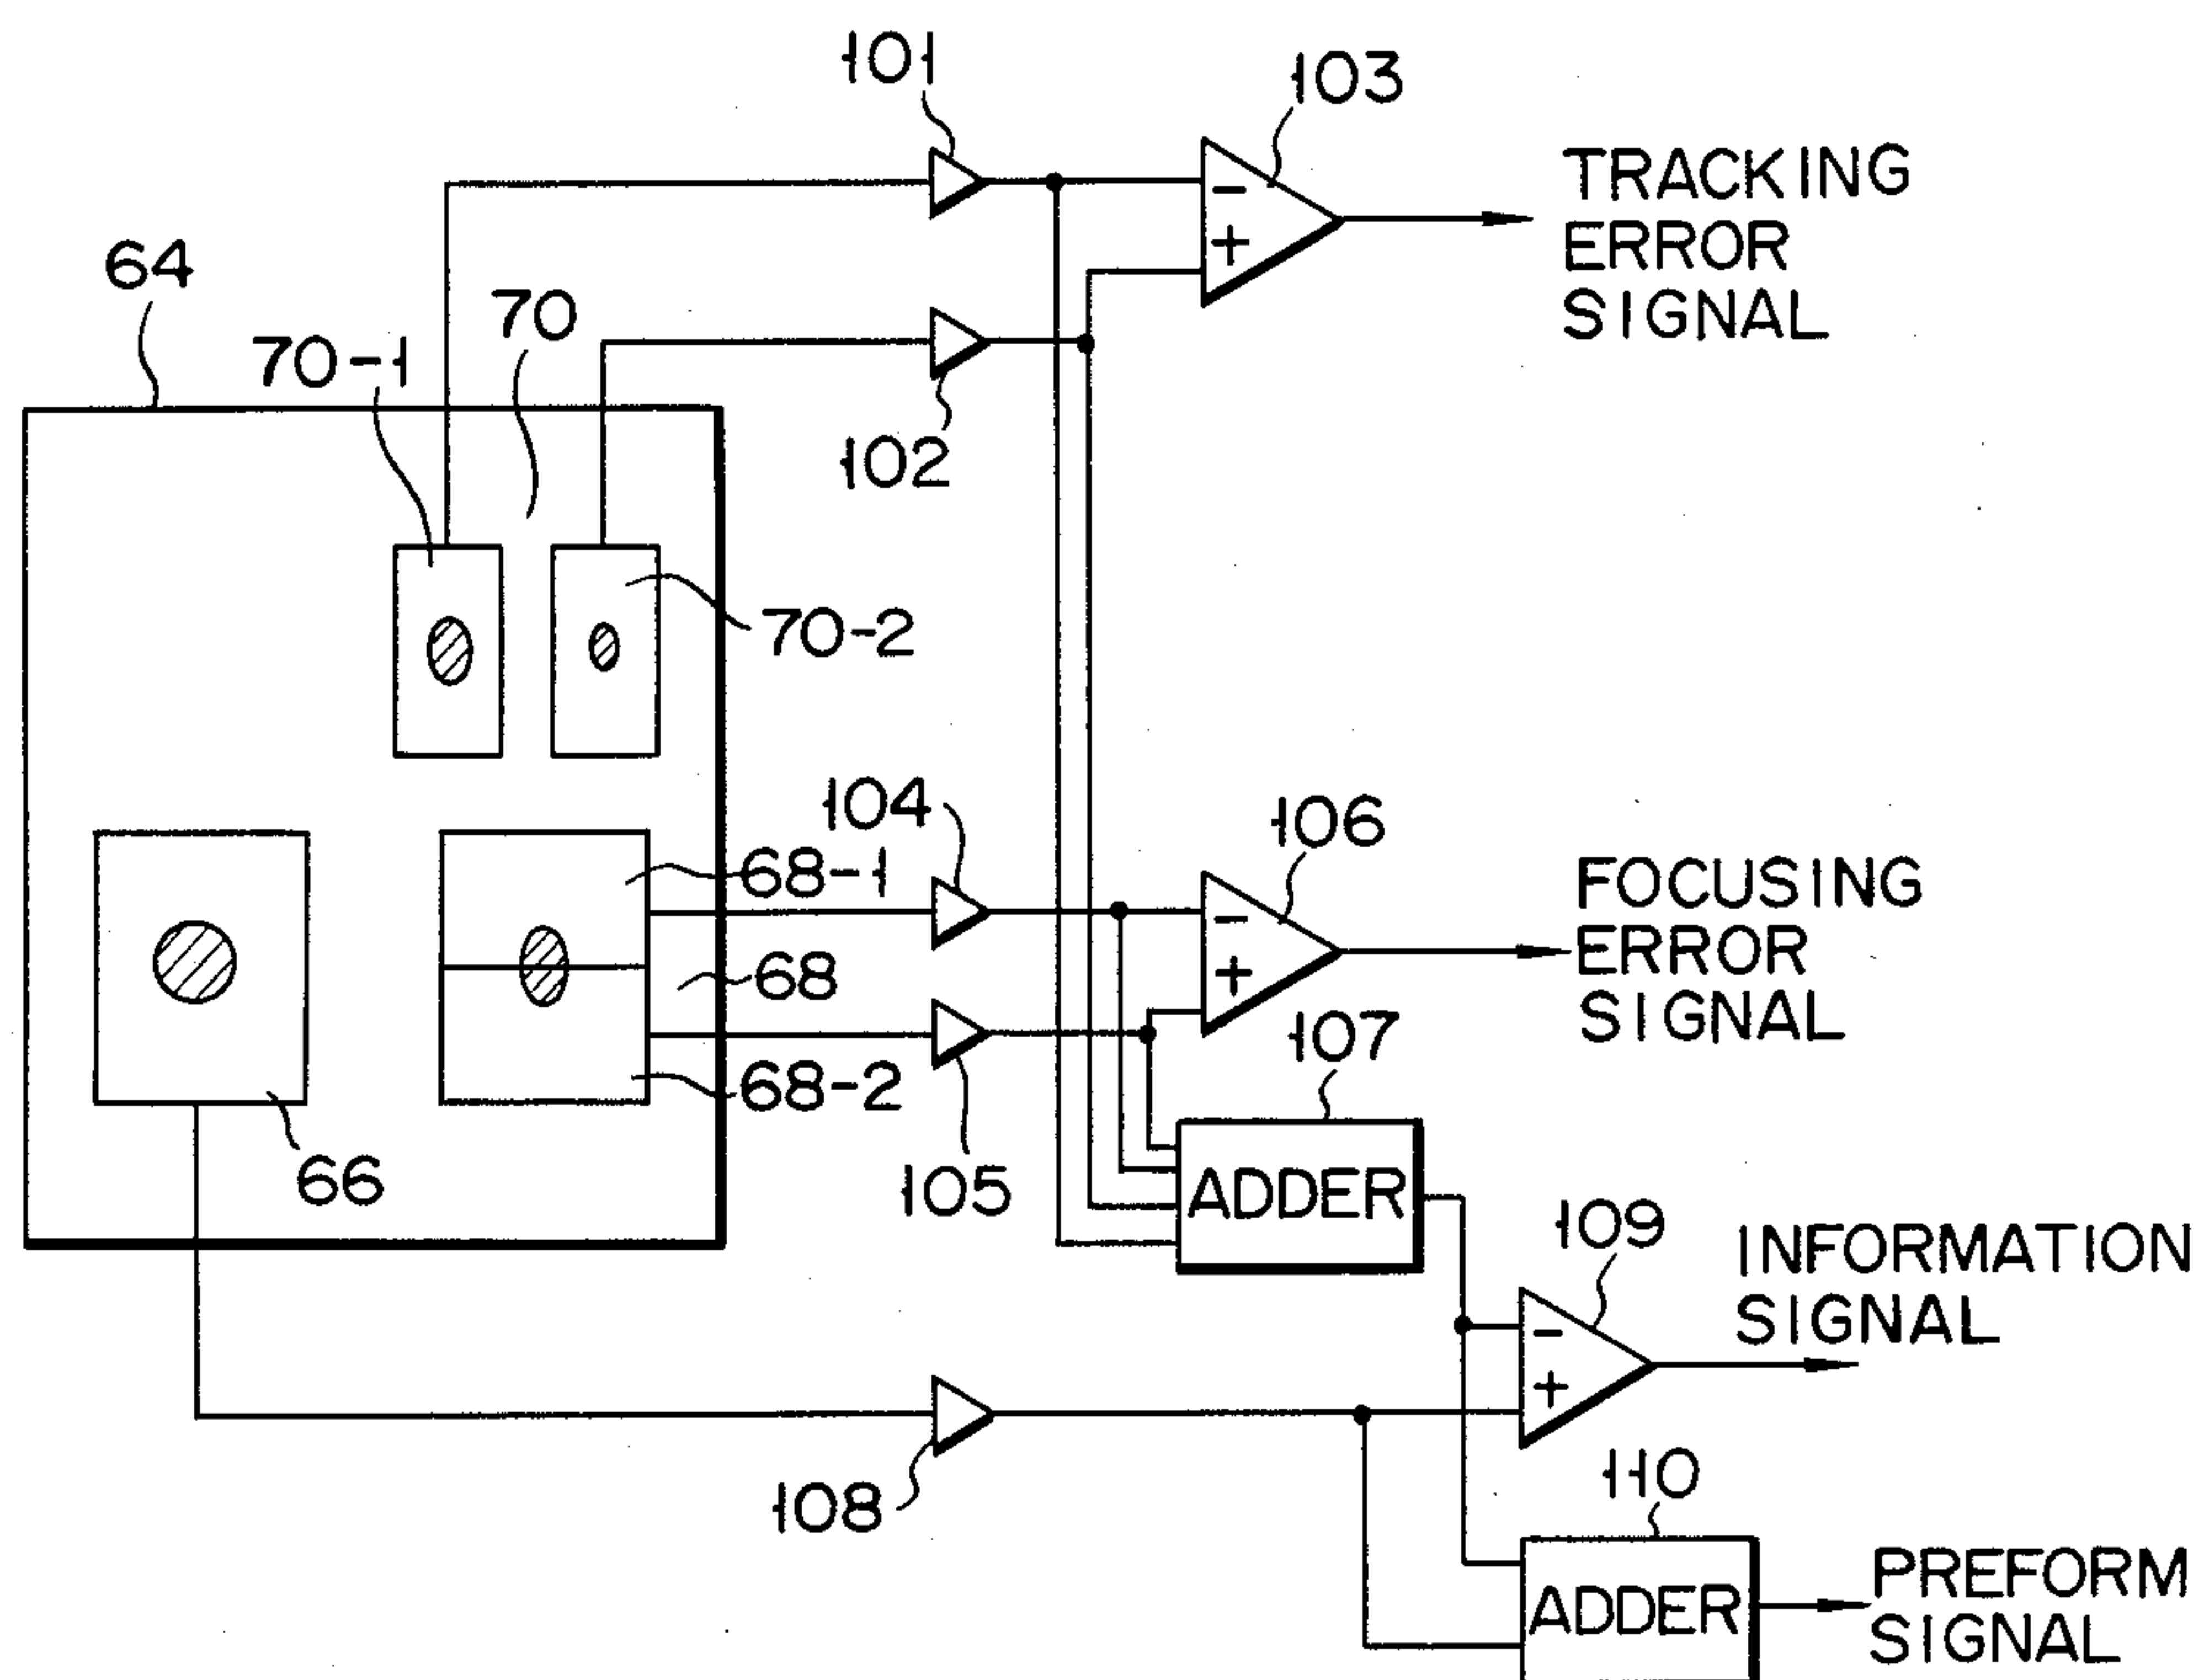 101
103
TRACKING
ERROR
SIGNAL
64
70
70-1
102
70-2
104
106
68-1
FOCUSING
ERROR
SIGNAL
68
107
68-2
66
105
ADDER
109
INFORMATION
SIGNAL
108
110
ADDER
PREFORM
SIGNAL
-
+
-
+
-
+